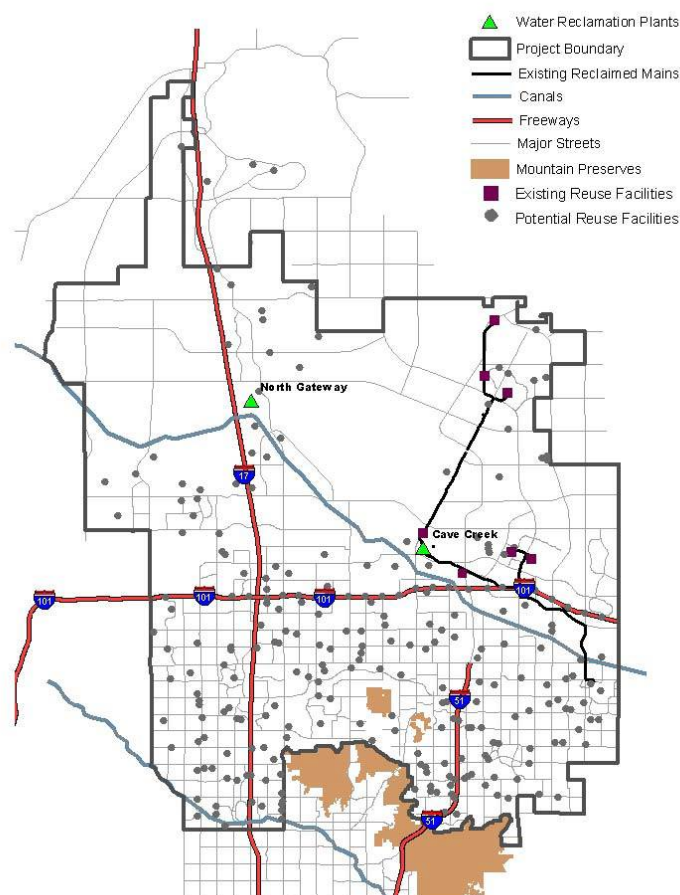 Water Reclamation Plants
Project Boundary
Existing Reclaimed Mains
Canals
Freeways
Major Streets
Mountain Preserves
Existing Reuse Facilities
Potential Reuse Facilities
North Gateway
17
Cave Creek
101
101
101
101
51
51